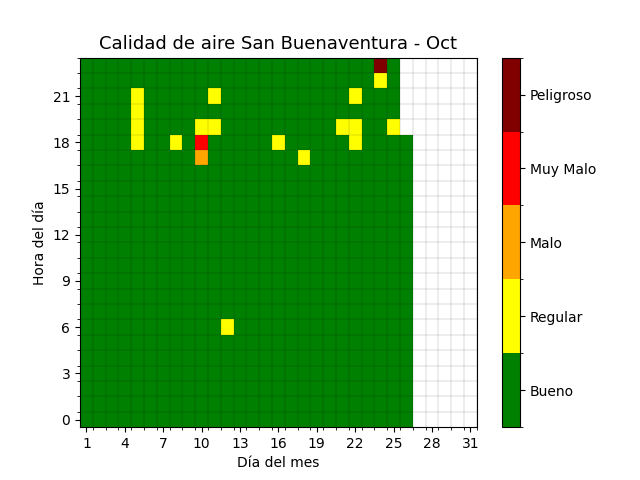 Calidad de aire San Buenaventura - Oct
Hora del día
21
18
15
12
9
6
3
0
1 4 7 10 13 16 19 22 25 28 31
Día del mes
Peligroso
Muy Malo
Malo
Regular
Bueno